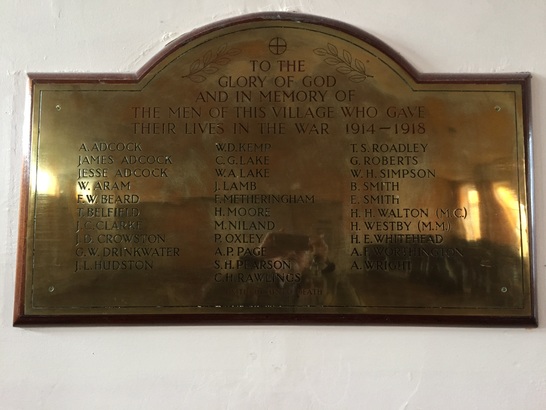 TO THE
GLORY OF GOD
AND IN MEMORY OF
THE MEN OF THIS VILLAGE WHO GAVE
THEIR LIVES IN THE WAR 1914–1918
A. ADCOCK
JAMES ADCOCK
JESSE ADCOCK
W. ARAM
F. W. BEARD
T. BELFIELD
J. C. CLARKE
J. D. CROWSTON
G. W. DRINKWATER
J. L. HUDSTON
W. D. KEMP
C. G. LAKE
W. A. LAKE
J. LAMB
F. METHERINGHAM
H. MOORE
M. NILAND
P. OXLEY
A. P. PAGE
S. H. PEARSON
C. H. RAWLINGS
T. S. ROADLEY
G. ROBERTS
W. H. SIMPSON
B. SMITH
E. SMITH
H. H. WALTON (M.C.)
H. WESTBY (M.M.)
H. E. WHITEHEAD
A. F. WORTHINGTON
A. WRIGHT